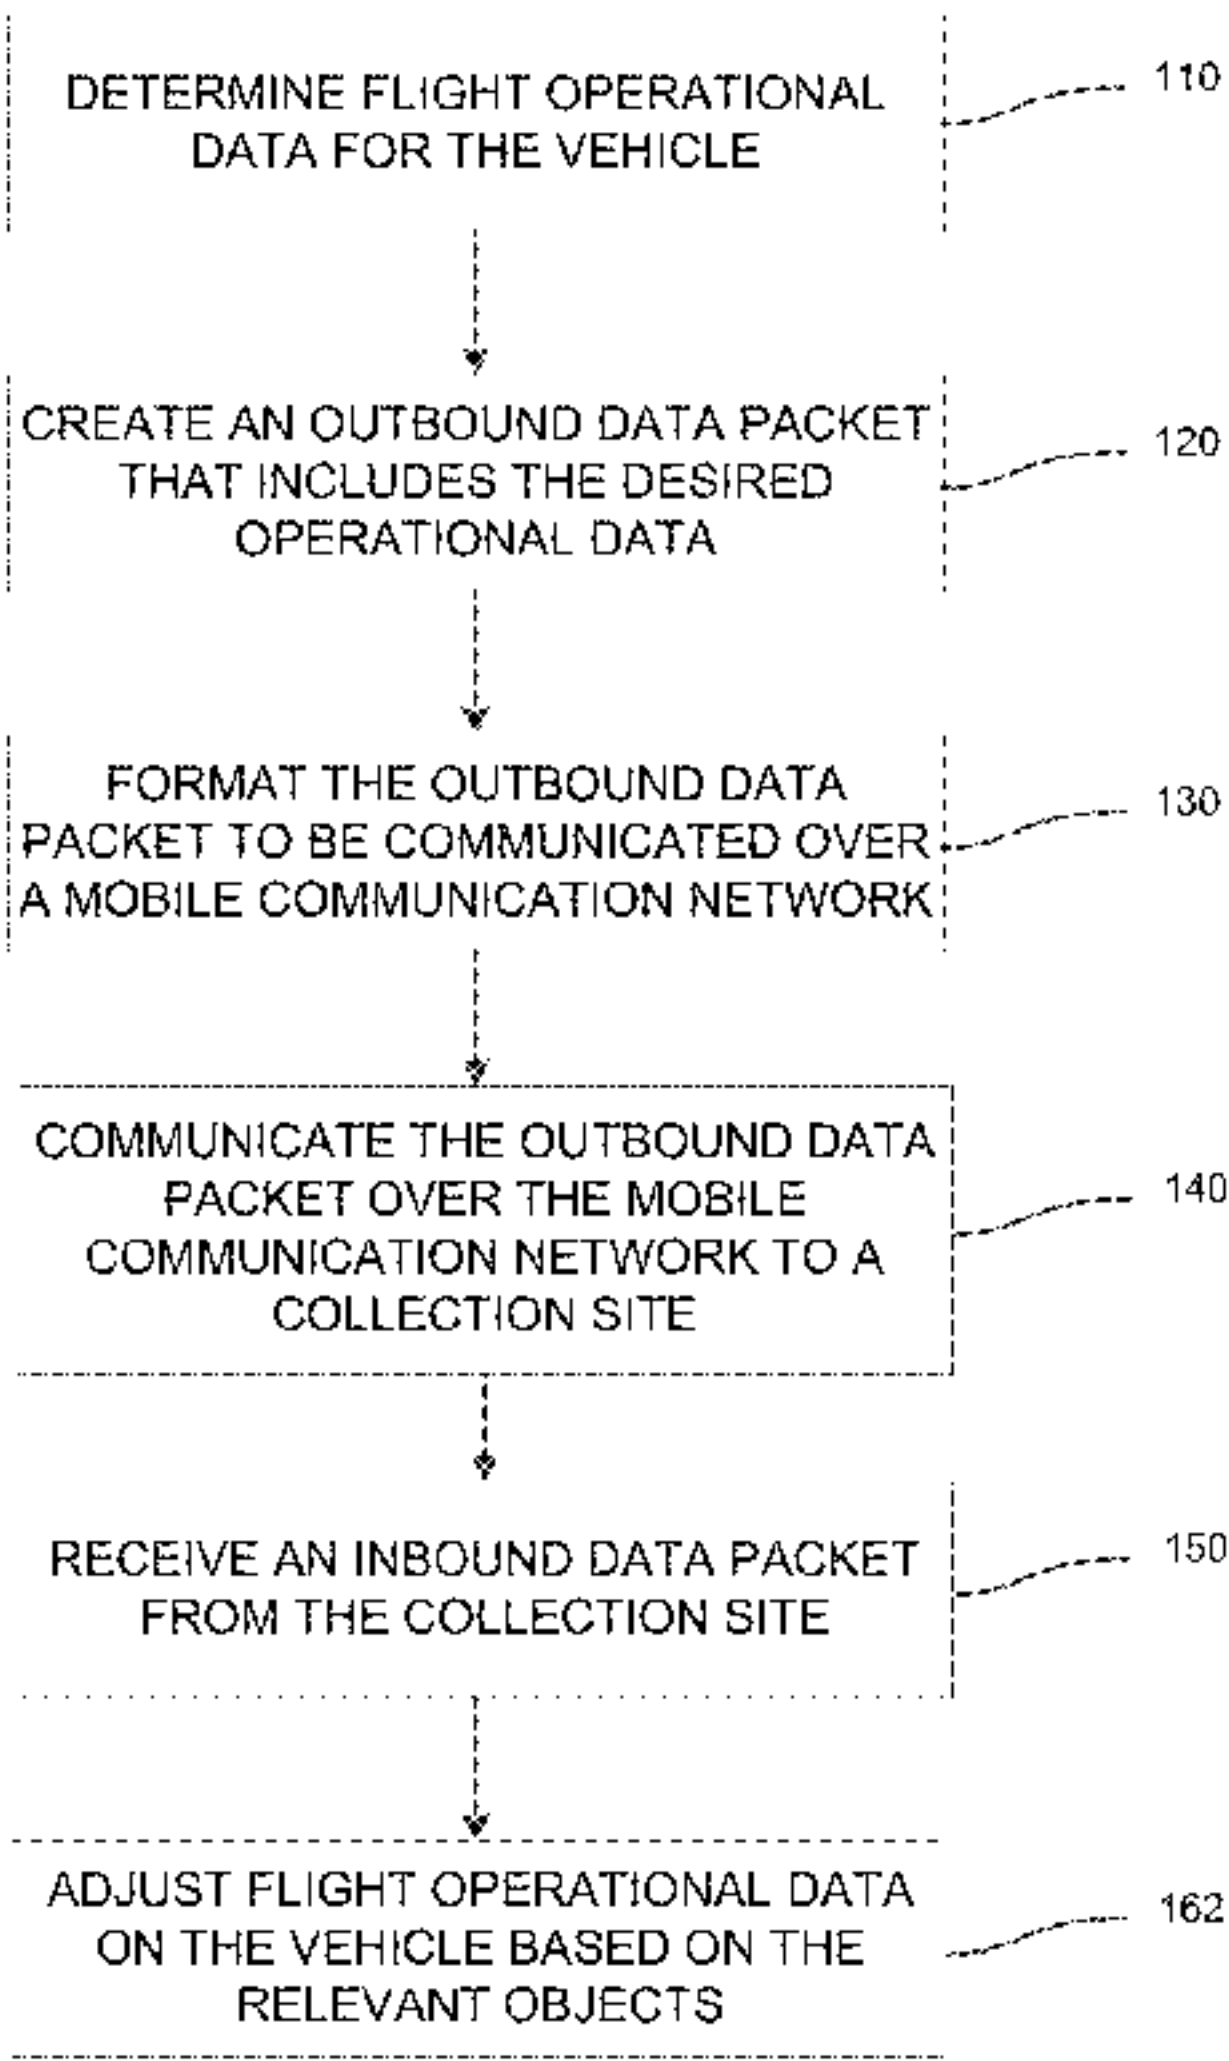 DETERMINE FLIGHT OPERATIONAL
DATA FOR THE VEHICLE
110
CREATE AN OUTBOUND DATA PACKET
THAT INCLUDES THE DESIRED
OPERATIONAL DATA
120
FORMAT THE OUTBOUND DATA
PACKET TO BE COMMUNICATED OVER
A MOBILE COMMUNICATION NETWORK
130
COMMUNICATE THE OUTBOUND DATA
PACKET OVER THE MOBILE
COMMUNICATION NETWORK TO A
COLLECTION SITE
140
RECEIVE AN INBOUND DATA PACKET
FROM THE COLLECTION SITE
150
ADJUST FLIGHT OPERATIONAL DATA
ON THE VEHICLE BASED ON THE
RELEVANT OBJECTS
162